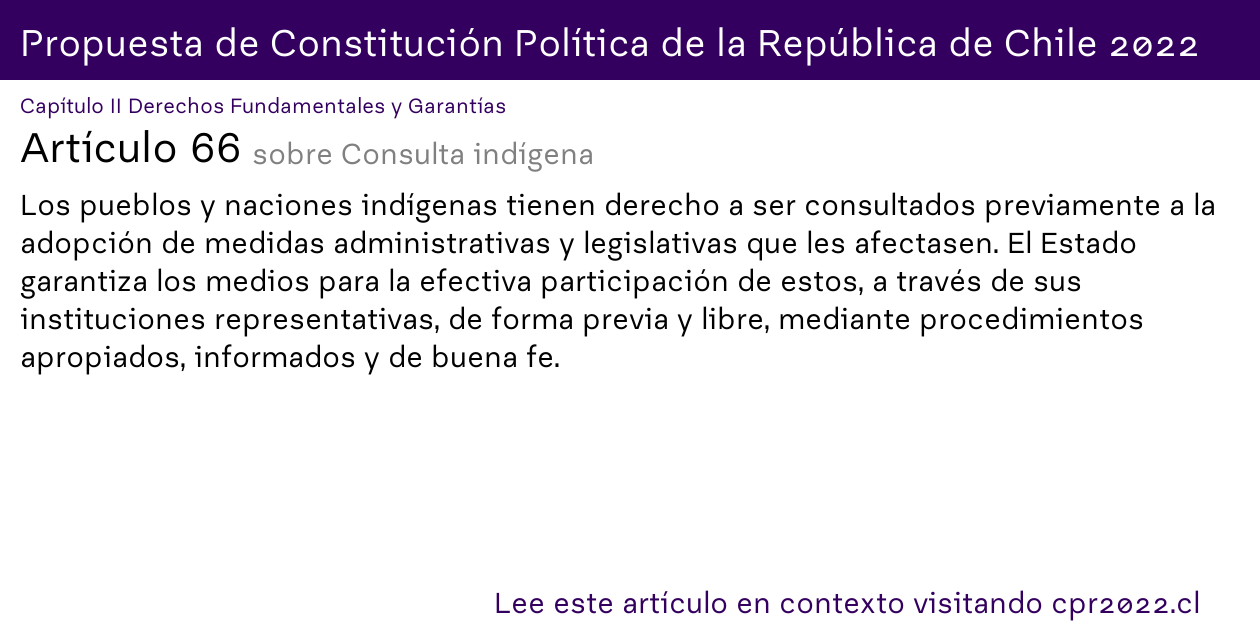 Propuesta de Constitución Política de la República de Chile 2022
Capítulo II Derechos Fundamentales y Garantías
Artículo 66 sobre Consulta indígena
Los pueblos y naciones indígenas tienen derecho a ser consultados previamente a la
adopción de medidas administrativas y legislativas que les afectasen. El Estado
garantiza los medios para la efectiva participación de estos, a través de sus
instituciones representativas, de forma previa y libre, mediante procedimientos
apropiados, informados y de buena fe.
Lee este artículo en contexto visitando cpr2022.cl